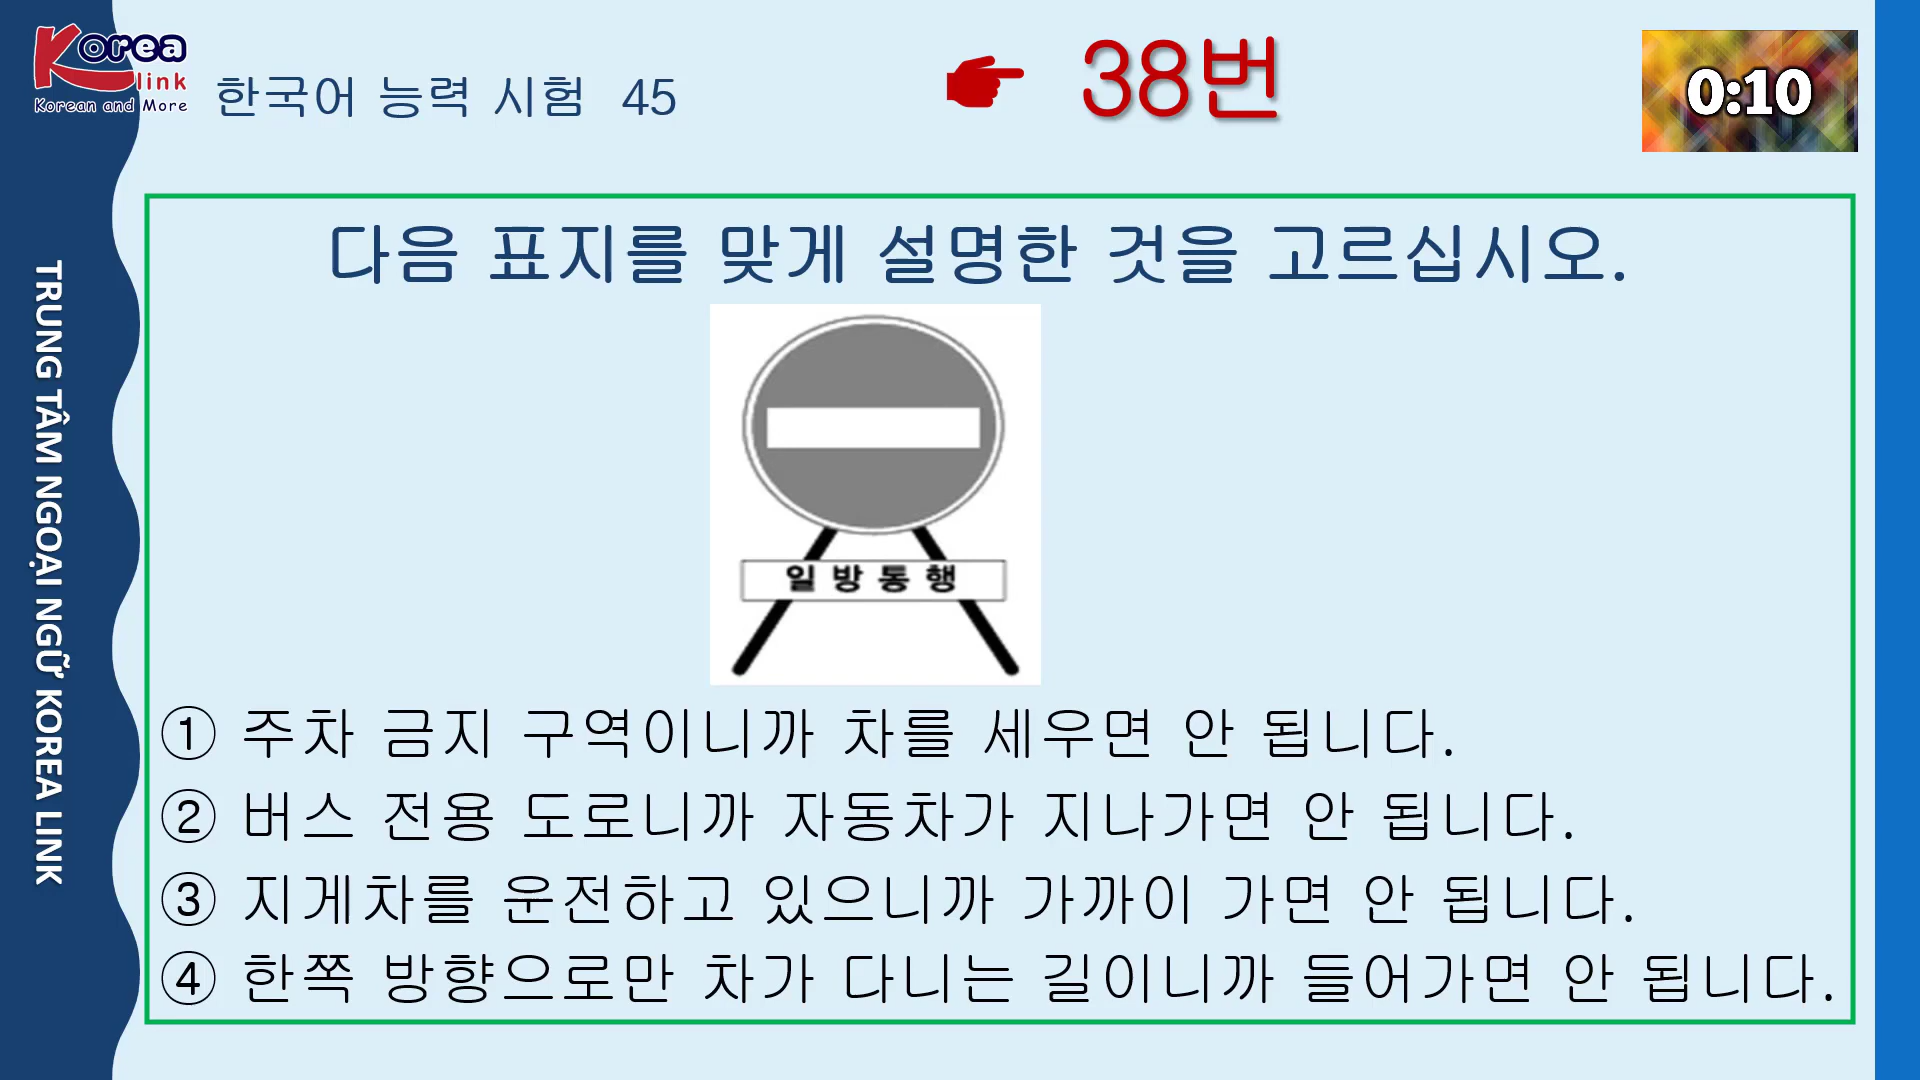 Korea
link
Korean and More
한국어 능력 시험 45
38번
0:10
TRUNG TÂM NGOẠI NGỮ KOREA LINK
다음 표지를 맞게 설명한 것을 고르십시오.
일방통행
① 주차 금지 구역이니까 차를 세우면 안 됩니다.
② 버스 전용 도로니까 자동차가 지나가면 안 됩니다.
③ 지게차를 운전하고 있으니까 가까이 가면 안 됩니다.
④ 한쪽 방향으로만 차가 다니는 길이니까 들어가면 안 됩니다.